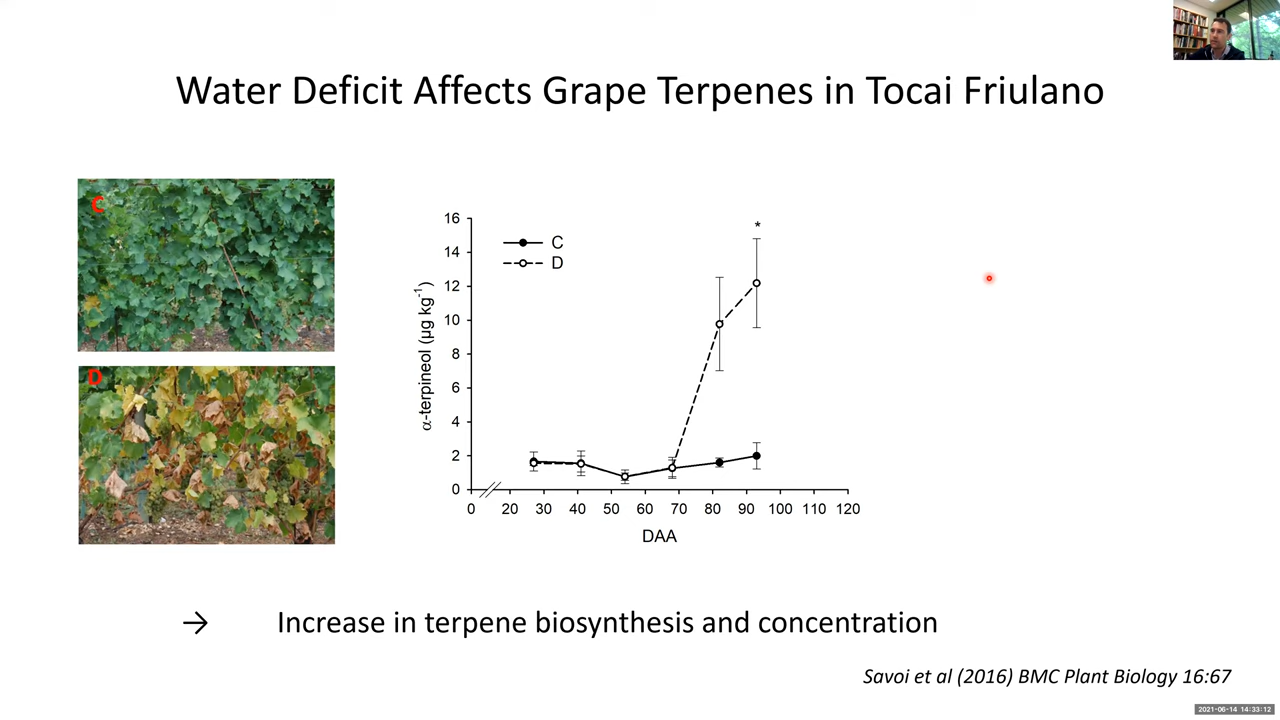 Water Deficit Affects Grape Terpenes in Tocai Friulano
C
D
16
14
12
10
8
6
4
2
0
α-terpineol (µg kg-1)
C
D
*
0 20 30 40 50 60 70 80 90 100 110 120
DAA
→ Increase in terpene biosynthesis and concentration
Savoi et al (2016) BMC Plant Biology 16:67
2021-06-14 14:33:12